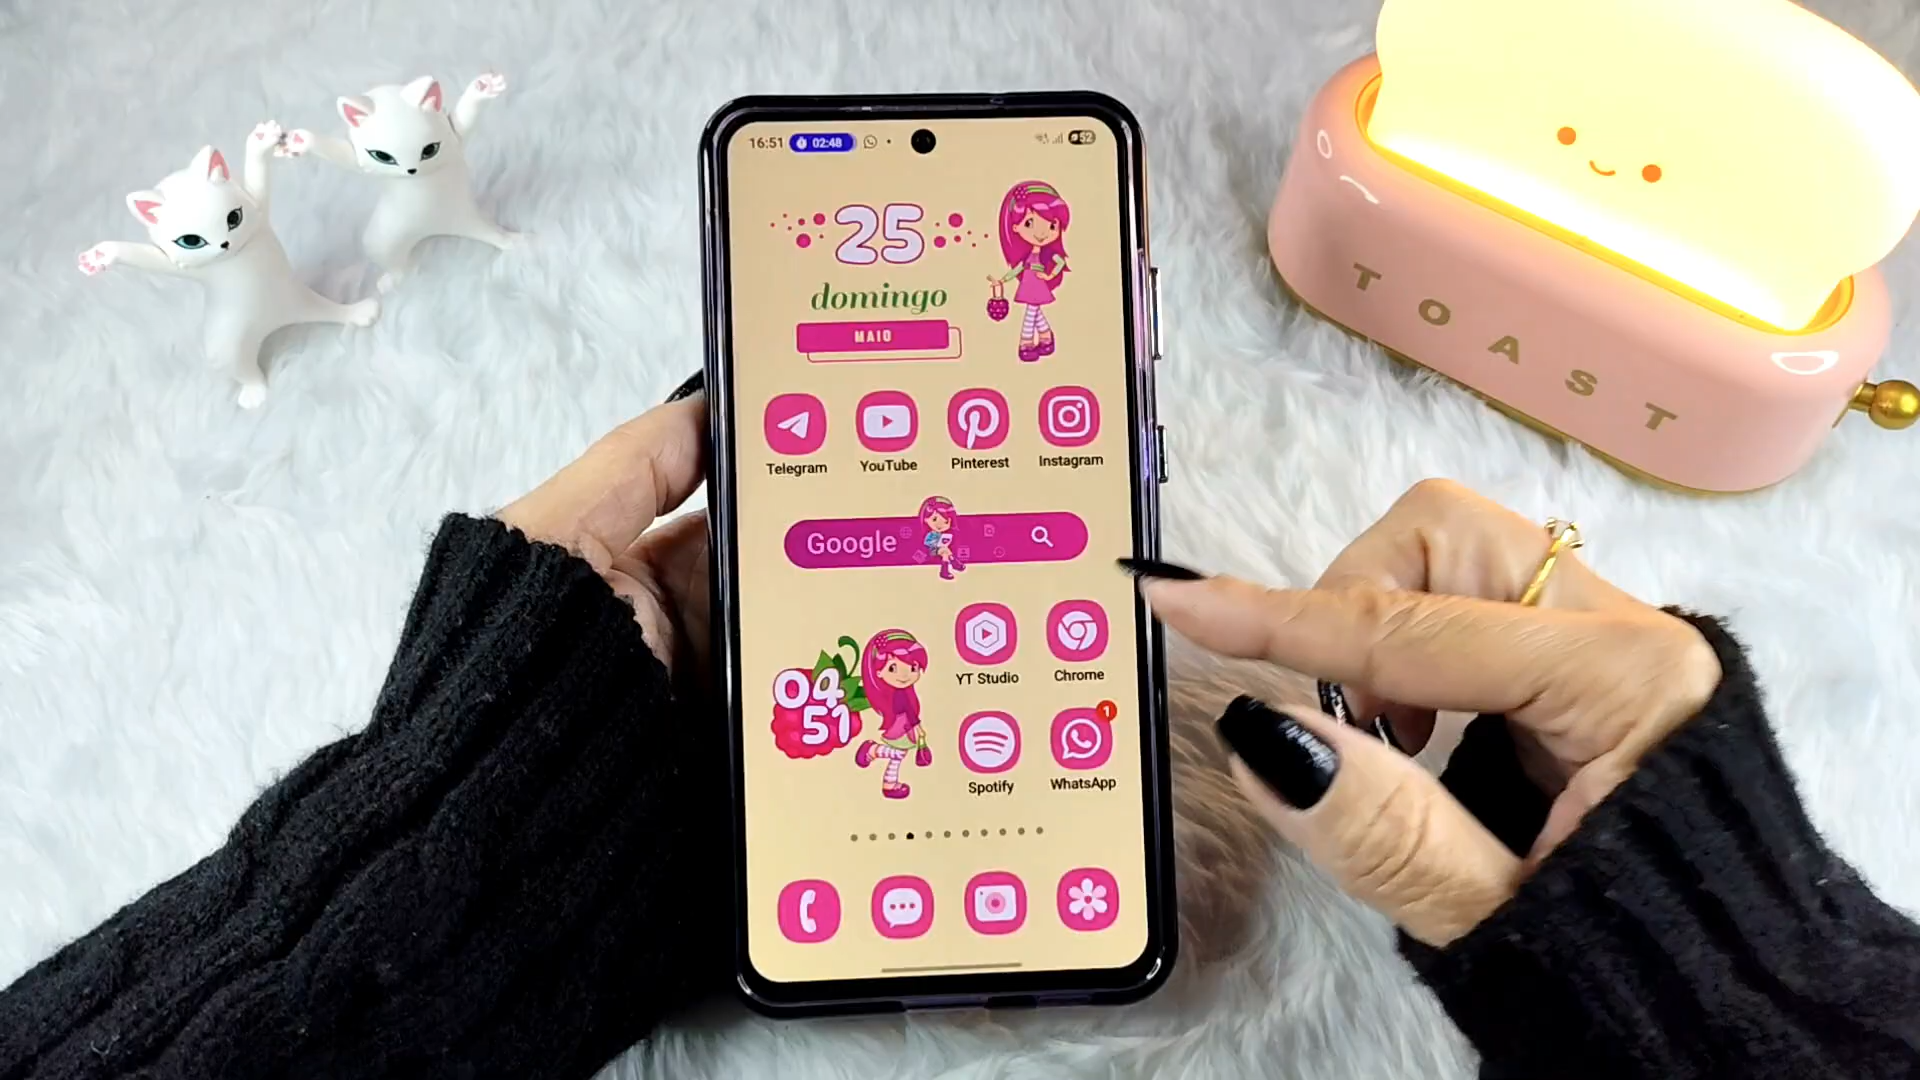 16:51 02:48 52
25
domingo
MAIO
Telegram YouTube Pinterest Instagram
Google
04
51
YT Studio Chrome
1
Spotify WhatsApp
TOAST